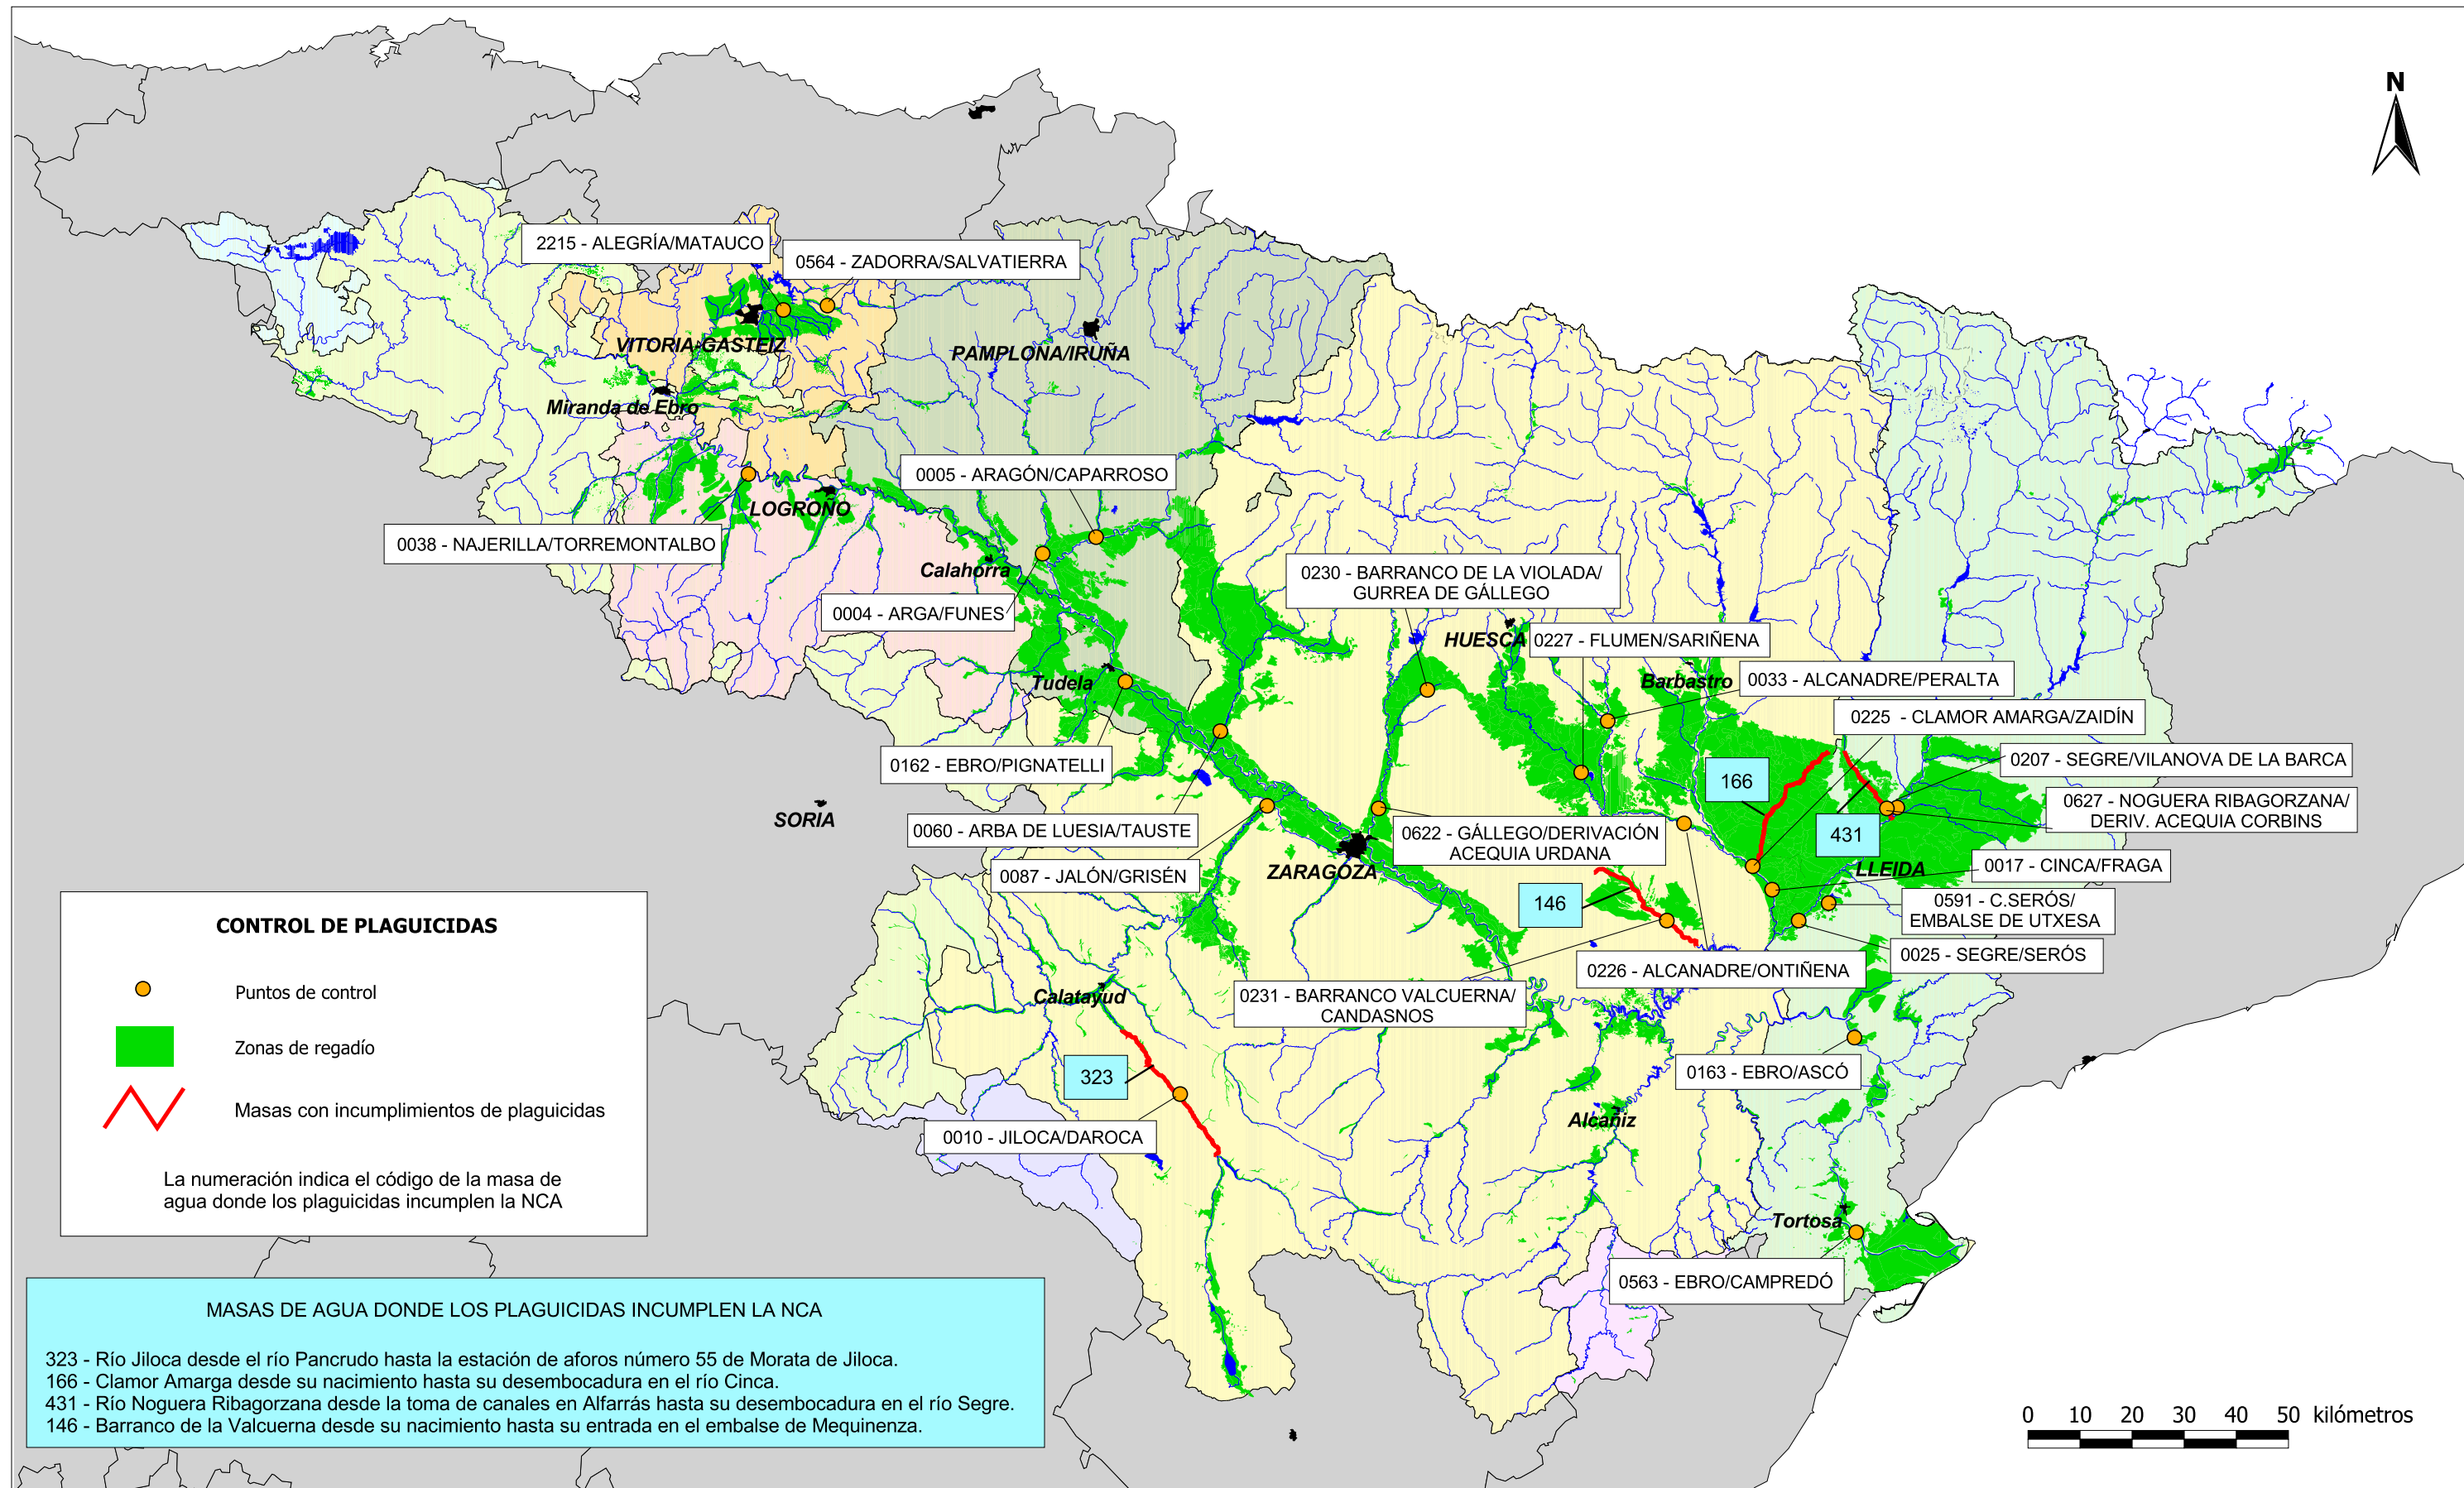 N
2215 - ALEGRÍA/MATAUCO
0564 - ZADORRA/SALVATIERRA
VITORIA-GASTEIZ
PAMPLONA/IRUÑA
Miranda de Ebro
0005 - ARAGÓN/CAPARROSO
LOGROÑO
0038 - NAJERILLA/TORREMONTALBO
Calahorra
0230 - BARRANCO DE LA VIOLADA/
GURREA DE GÁLLEGO
0004 - ARGA/FUNES
HUESCA
0227 - FLUMEN/SARIÑENA
Tudela
Barbastro
0033 - ALCANADRE/PERALTA
0225 - CLAMOR AMARGA/ZAIDÍN
0162 - EBRO/PIGNATELLI
0207 - SEGRE/VILANOVA DE LA BARCA
166
0627 - NOGUERA RIBAGORZANA/
DERIV. ACEQUIA CORBINS
SORIA
0060 - ARBA DE LUESIA/TAUSTE
0622 - GÁLLEGO/DERIVACIÓN
ACEQUIA URDANA
431
0087 - JALÓN/GRISÉN
ZARAGOZA
LLEIDA
0017 - CINCA/FRAGA
146
0591 - C.SERÓS/
EMBALSE DE UTXESA
0025 - SEGRE/SERÓS
0226 - ALCANADRE/ONTIÑENA
Calatayud
0231 - BARRANCO VALCUERNA/
CANDASNOS
323
0163 - EBRO/ASCÓ
0010 - JILOCA/DAROCA
Alcañiz
Tortosa
0563 - EBRO/CAMPREDÓ
CONTROL DE PLAGUICIDAS
Puntos de control
Zonas de regadío
Masas con incumplimientos de plaguicidas
La numeración indica el código de la masa de
agua donde los plaguicidas incumplen la NCA
MASAS DE AGUA DONDE LOS PLAGUICIDAS INCUMPLEN LA NCA
323 - Río Jiloca desde el río Pancrudo hasta la estación de aforos número 55 de Morata de Jiloca.
166 - Clamor Amarga desde su nacimiento hasta su desembocadura en el río Cinca.
431 - Río Noguera Ribagorzana desde la toma de canales en Alfarrás hasta su desembocadura en el río Segre.
146 - Barranco de la Valcuerna desde su nacimiento hasta su entrada en el embalse de Mequinenza.
0 10 20 30 40 50 kilómetros